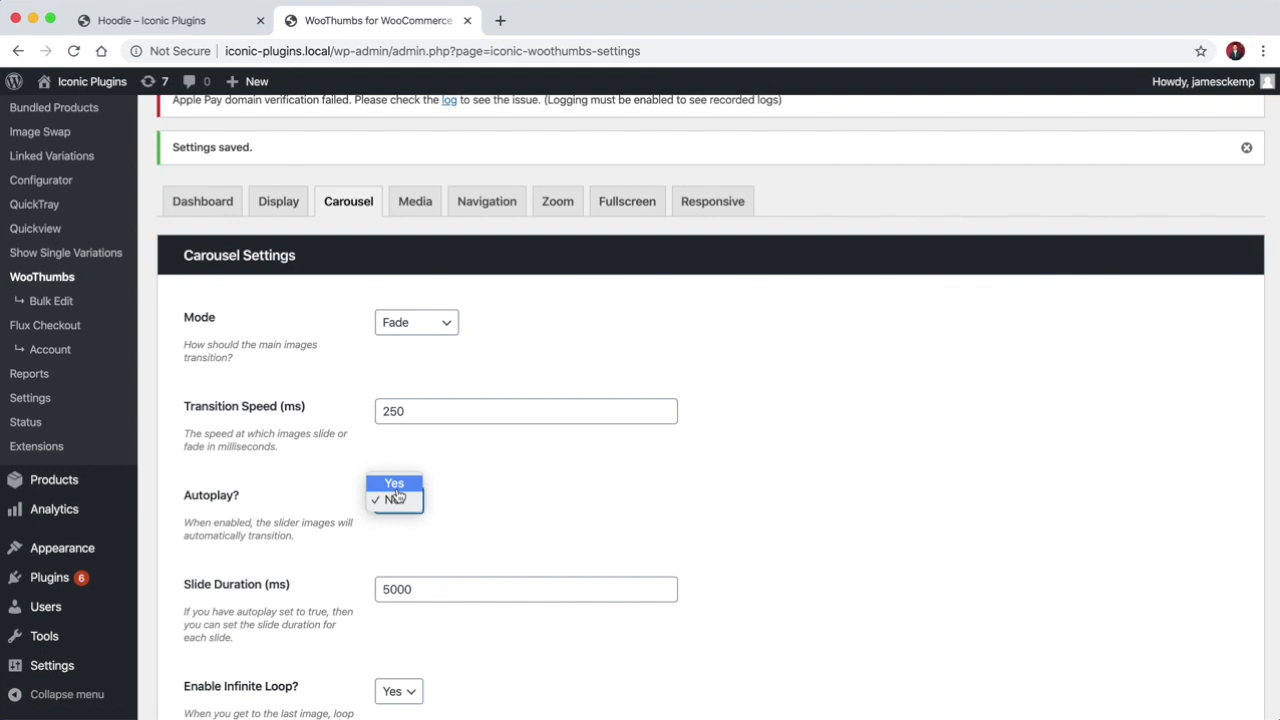 Hoodie – Iconic Plugins
WooThumbs for WooCommerce
Not Secure
iconic-plugins.local/wp-admin/admin.php?page=iconic-woothumbs-settings
Iconic Plugins
7
0
New
Howdy, jamesckemp
Bundled Products
Image Swap
Linked Variations
Configurator
QuickTray
Quickview
Show Single Variations
WooThumbs
Bulk Edit
Flux Checkout
Account
Reports
Settings
Status
Extensions
Products
Analytics
Appearance
Plugins 6
Users
Tools
Settings
Collapse menu
Apple Pay domain verification failed. Please check the log to see the issue. (Logging must be enabled to see recorded logs)
Settings saved.
Dashboard
Display
Carousel
Media
Navigation
Zoom
Fullscreen
Responsive
Carousel Settings
Mode
How should the main images
transition?
Fade
Transition Speed (ms)
The speed at which images slide or
fade in milliseconds.
250
Autoplay?
When enabled, the slider images will
automatically transition.
Yes
Slide Duration (ms)
If you have autoplay set to true, then
you can set the slide duration for
each slide.
5000
Enable Infinite Loop?
When you get to the last image, loop
Yes